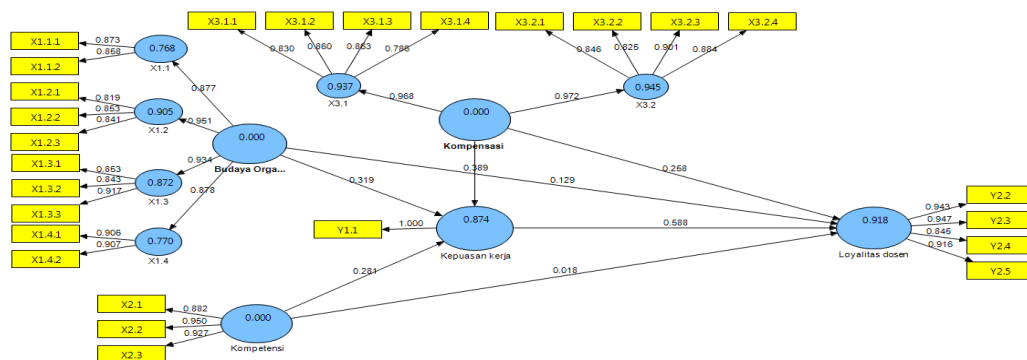 X3.1.1 X3.1.2 X3.1.3 X3.1.4 X3.2.1 X3.2.2 X3.2.3 X3.2.4
0.830 0.860 0.863 0.786 0.846 0.825 0.901 0.884
X1.1.1 0.873
X1.1.2 0.858
0.768
X1.1
0.877
X1.2.1 0.819
X1.2.2 0.853
X1.2.3 0.841
0.905
X1.2
0.951
X1.3.1 0.853
X1.3.2 0.843
X1.3.3 0.917
0.872
X1.3
0.934
X1.4.1 0.906
X1.4.2 0.907
0.770
X1.4
0.878
0.937
X3.1
0.968
0.945
X3.2
0.972
0.000
Kompensasi
0.000
Budaya Orga...
0.389
0.258
0.319
0.129
Y1.1 1.000
0.874
Kepuasan kerja
0.588
0.918
Loyalitas dosen
0.943 Y2.2
0.947 Y2.3
0.845 Y2.4
0.916 Y2.5
0.281
0.018
X2.1 0.882
X2.2 0.950
X2.3 0.927
0.000
Kompetensi